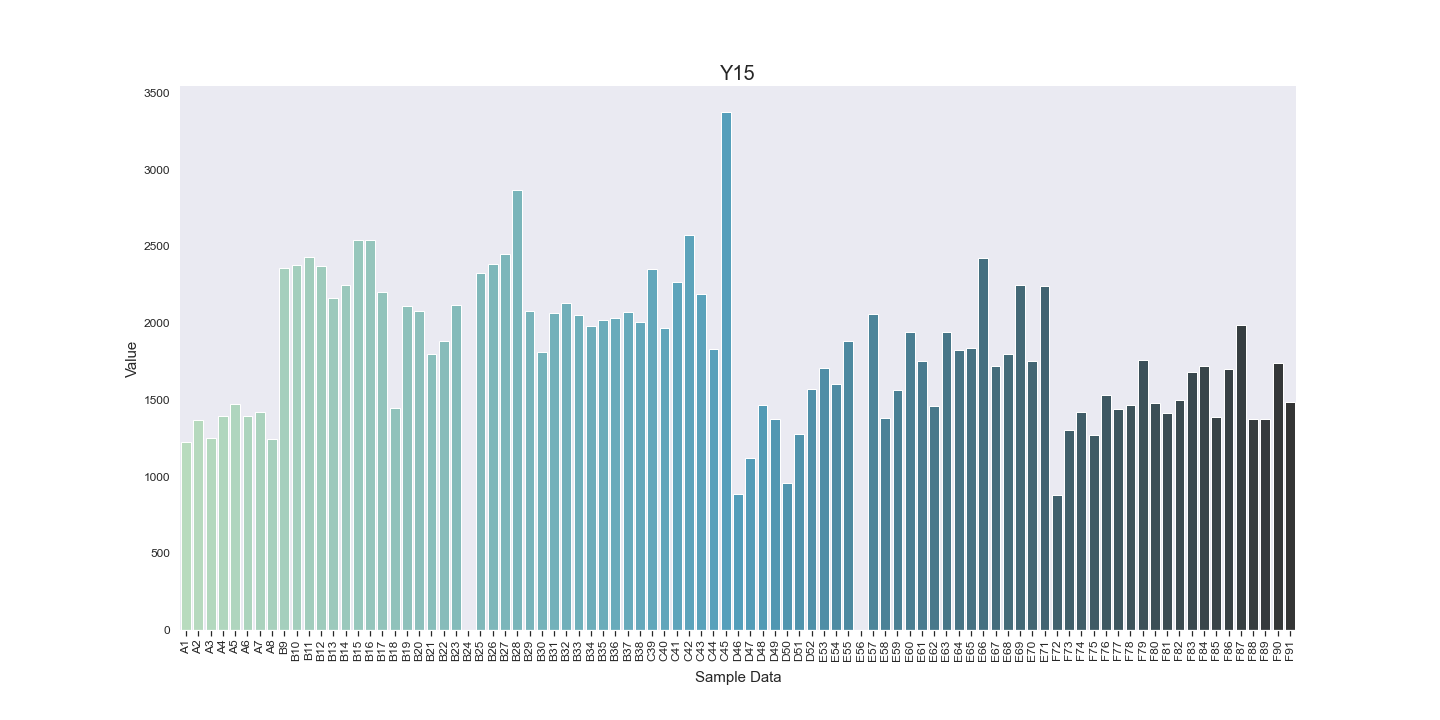 Y15
3500
3000
2500
2000
1500
1000
500
0
Value
A1 A2 A3 A4 A5 A6 A7 A8 B9 B10 B11 B12 B13 B14 B15 B16 B17 B18 B19 B20 B21 B22 B23 B24 B25 B26 B27 B28 B29 B30 B31 B32 B33 B34 B35 B36 B37 B38 C39 C40 C41 C42 C43 C44 C45 D46 D47 D48 D49 D50 D51 D52 E53 E54 E55 E56 E57 E58 E59 E60 E61 E62 E63 E64 E65 E66 E67 E68 E69 E70 E71 F72 F73 F74 F75 F76 F77 F78 F79 F80 F81 F82 F83 F84 F85 F86 F87 F88 F89 F90 F91
Sample Data